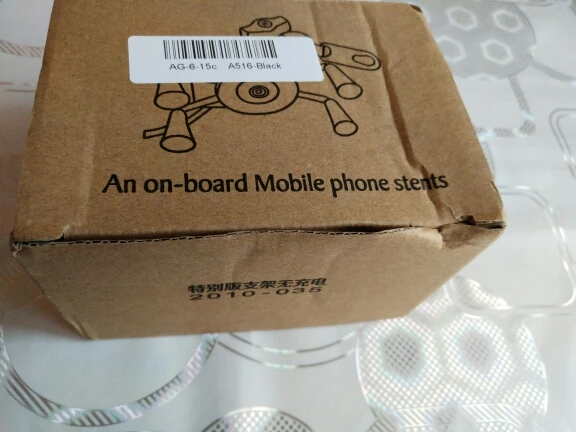 AG-6-15c A516-Black
An on-board Mobile phone stents
特别版支架无充电
2010-035